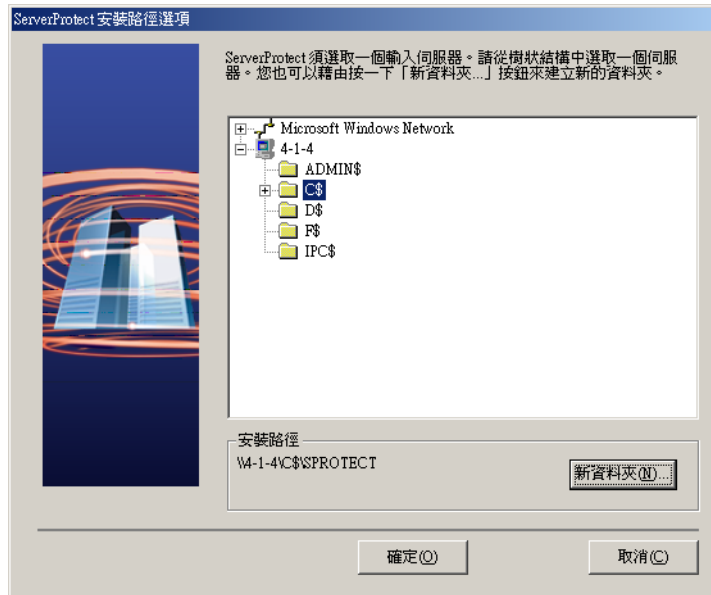 ServerProtect 安裝路徑選項
ServerProtect 須選取一個輸入伺服器。請從樹狀結構中選取一個伺服
器。您也可以藉由按一下「新資料夾...」按鈕來建立新的資料夾。
Microsoft Windows Network
4-1-4
ADMIN$
C$
D$
F$
IPC$
安裝路徑
\\4-1-4\C$\SPROTECT
新資料夾(N)...
確定(O)
取消(C)